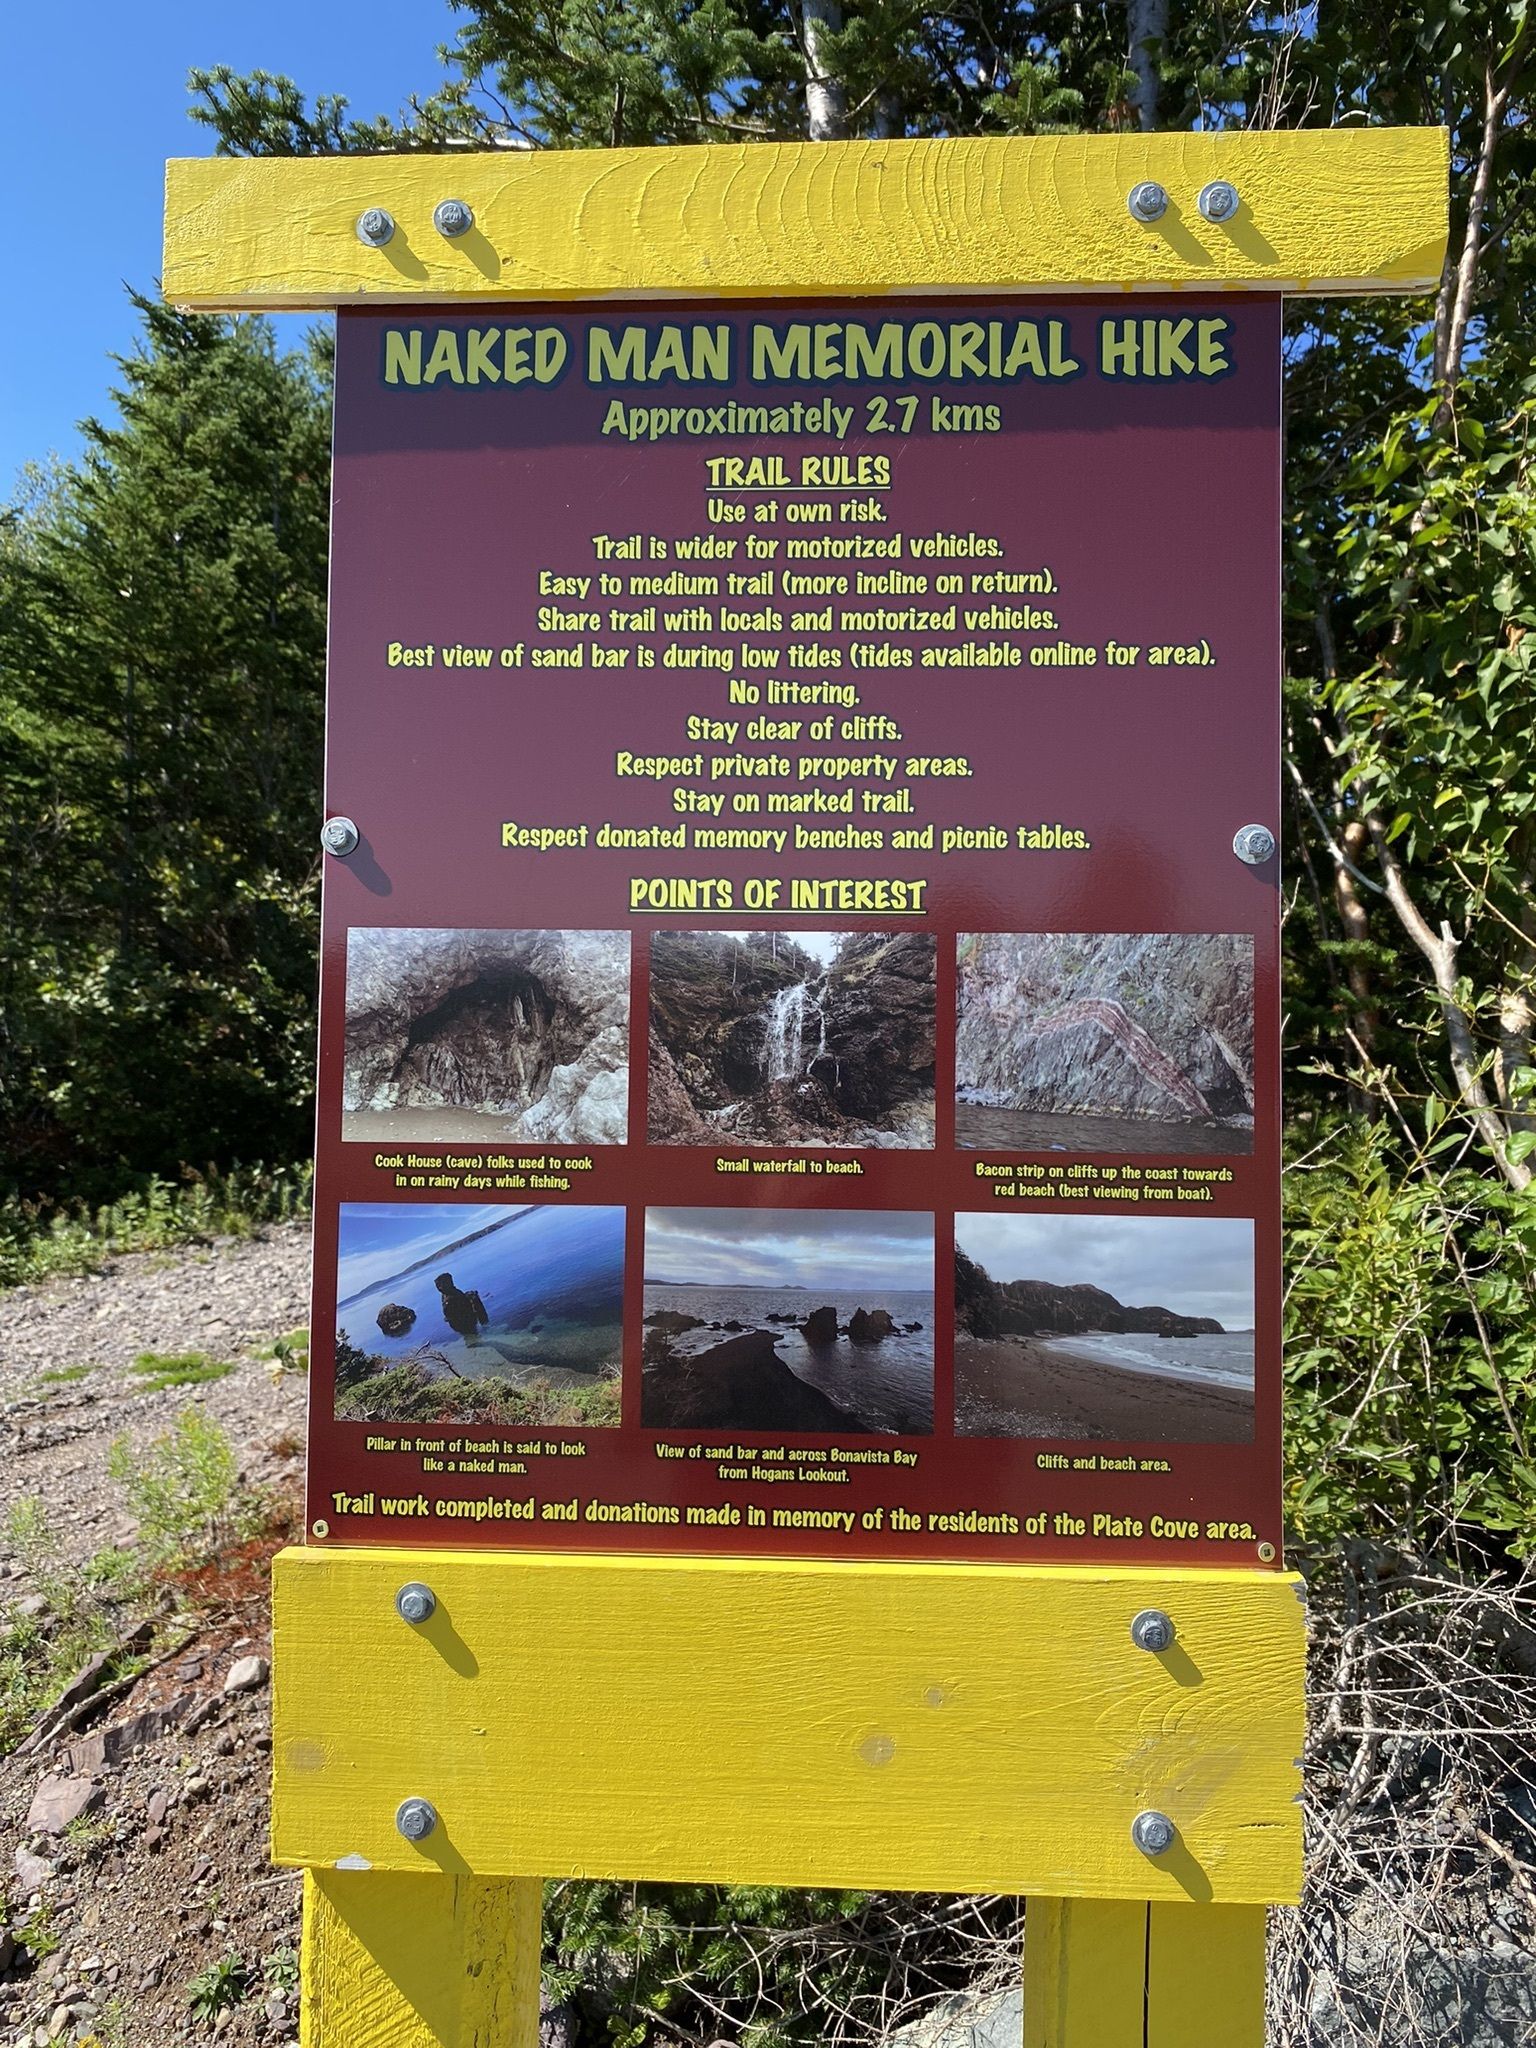 NAKED MAN MEMORIAL HIKE
Approximately 2.7 kms
TRAIL RULES
Use at own risk.
Trail is wider for motorized vehicles.
Easy to medium trail (more incline on return).
Share trail with locals and motorized vehicles.
Best view of sand bar is during low tides (tides available online for area).
No littering.
Stay clear of cliffs.
Respect private property areas.
Stay on marked trail.
Respect donated memory benches and picnic tables.
POINTS OF INTEREST
Cook House (cave) folks used to cook
in on rainy days while fishing.
Small waterfall to beach.
Bacon strip on cliffs up the coast towards
red beach (best viewing from boat).
Pillar in front of beach is said to look
like a naked man.
View of sand bar and across Bonavista Bay
from Hogans Lookout.
Cliffs and beach area.
Trail work completed and donations made in memory of the residents of the Plate Cove area.